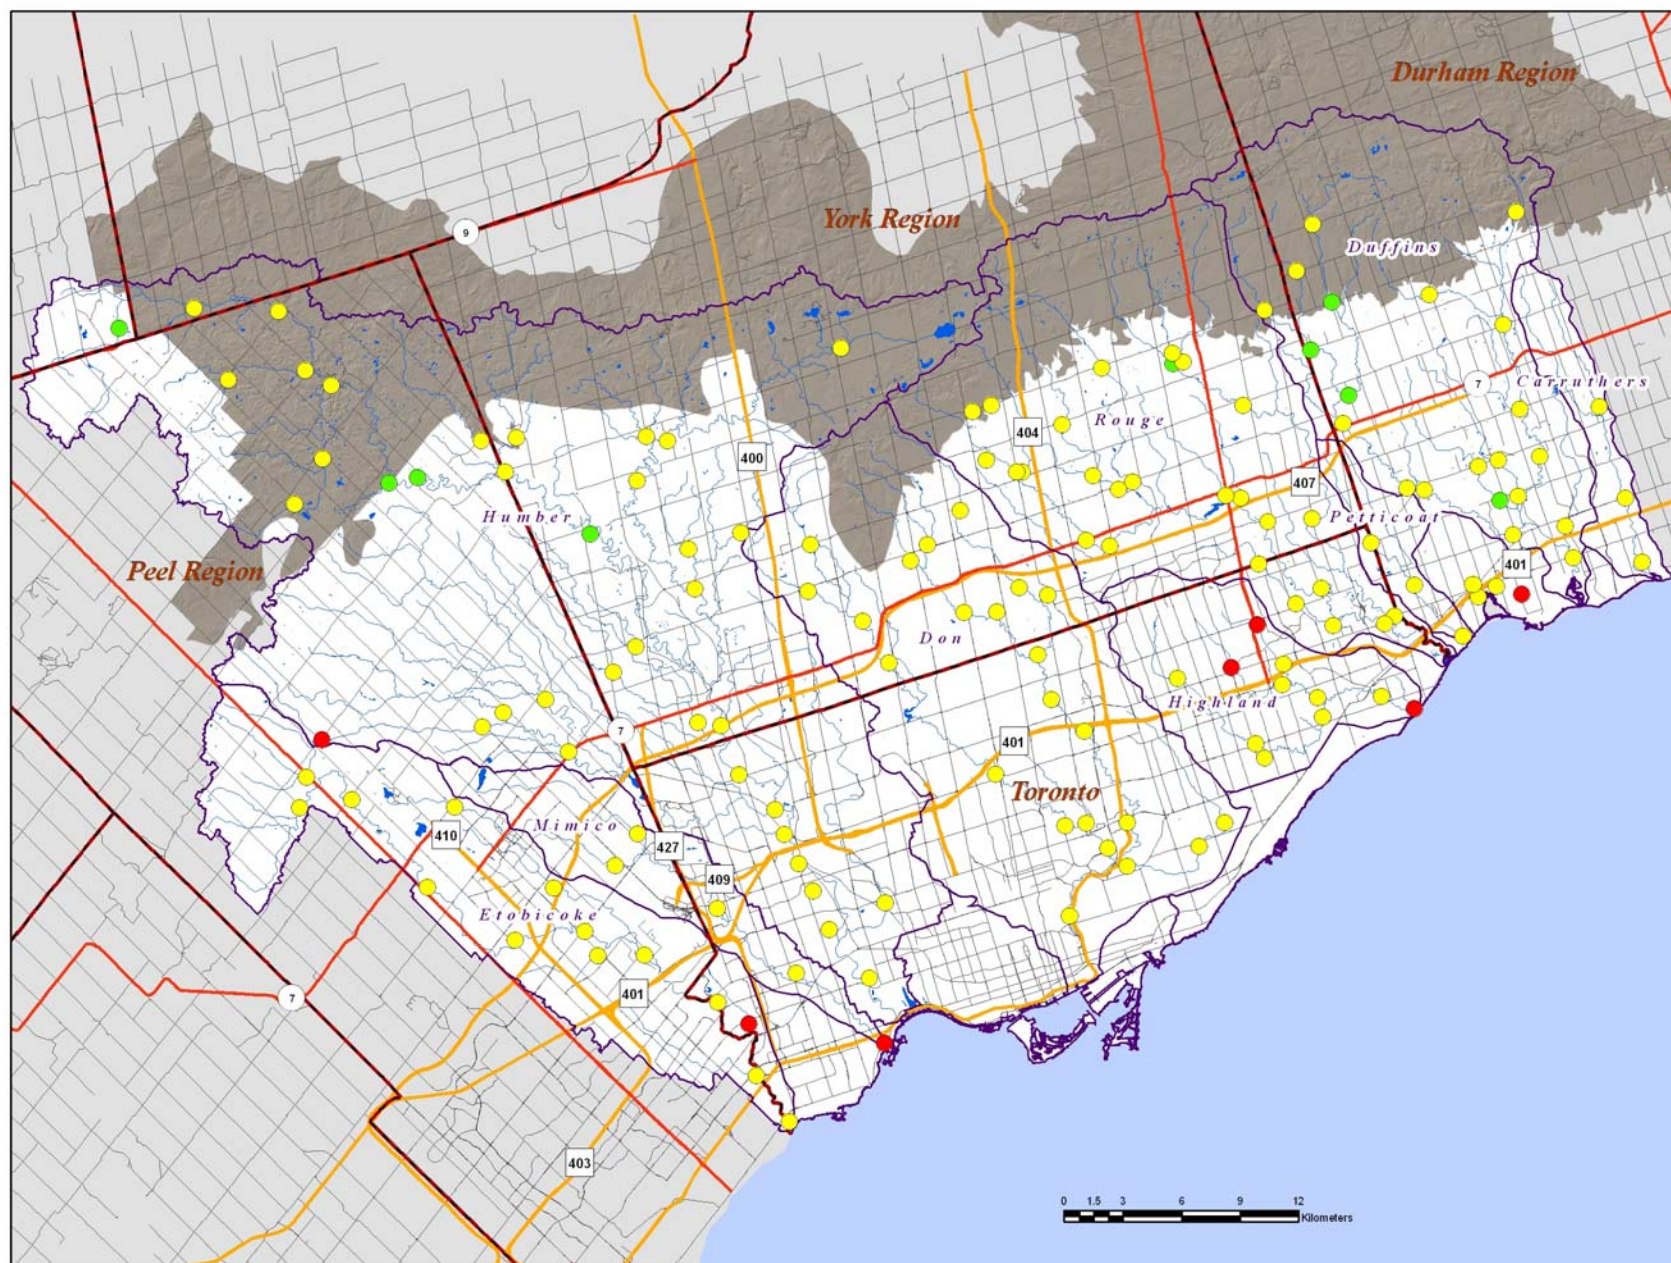 Durham Region
York Region
9
Duffins
7
Carruthers
Rouge
404
400
407
Humber
Petticoat
Peel Region
401
Don
Highland
7
401
Toronto
Mimico
410
427
409
Etobicoke
401
7
403
0 1.5 3 6 9 12
Kilometers